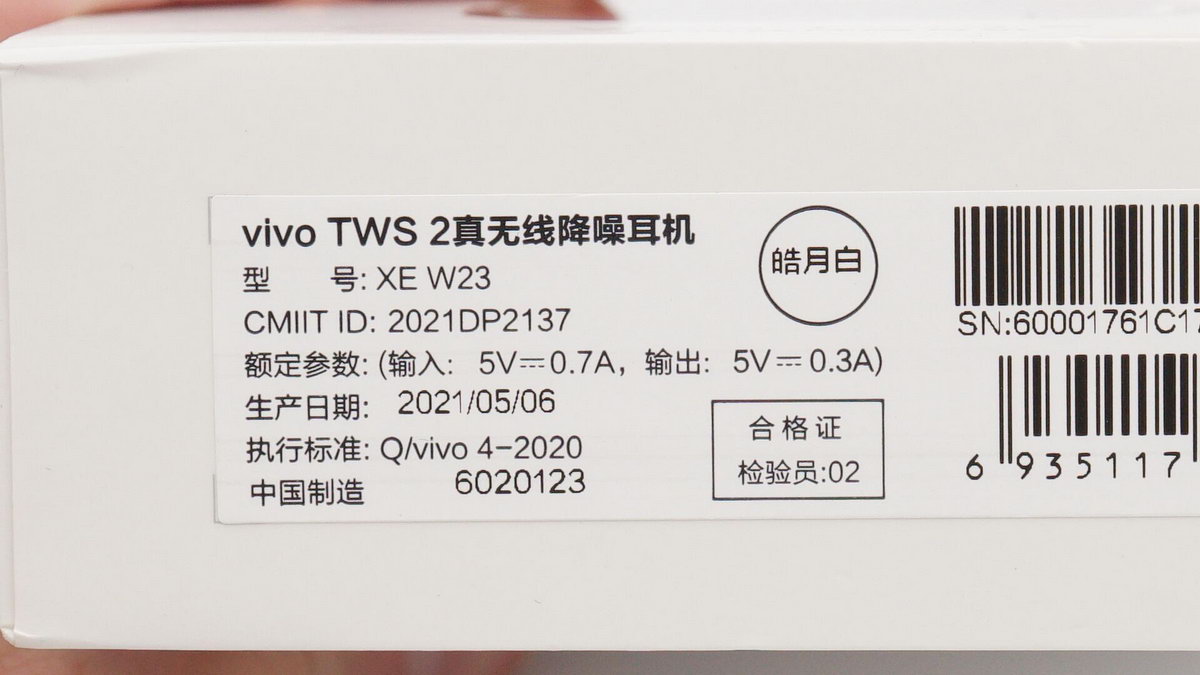 vivo TWS 2真无线降噪耳机
型 号: XE W23
CMIIT ID: 2021DP2137
额定参数: (输入: 5V⎓0.7A, 输出: 5V⎓0.3A)
生产日期: 2021/05/06
执行标准: Q/vivo 4-2020
中国制造 6020123
皓月白
合格证
检验员:02
SN:60001761C17
6 935117